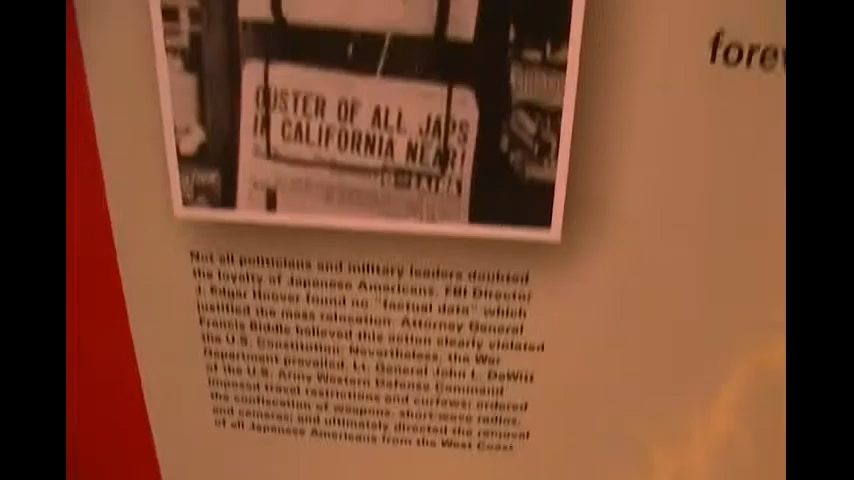 forev
OUSTER OF ALL JAPS
IN CALIFORNIA NEAR!
Not all politicians and military leaders doubted
the loyalty of Japanese Americans. FBI Director
J. Edgar Hoover found no "factual data" which
justified the mass relocation. Attorney General
Francis Biddle believed this action clearly violated
the U.S. Constitution. Nevertheless, the War
Department prevailed. Lt. General John L. DeWitt
of the U.S. Army Western Defense Command
imposed travel restrictions and curfews; ordered
the confiscation of weapons, short-wave radios,
and cameras; and ultimately directed the removal
of all Japanese Americans from the West Coast.